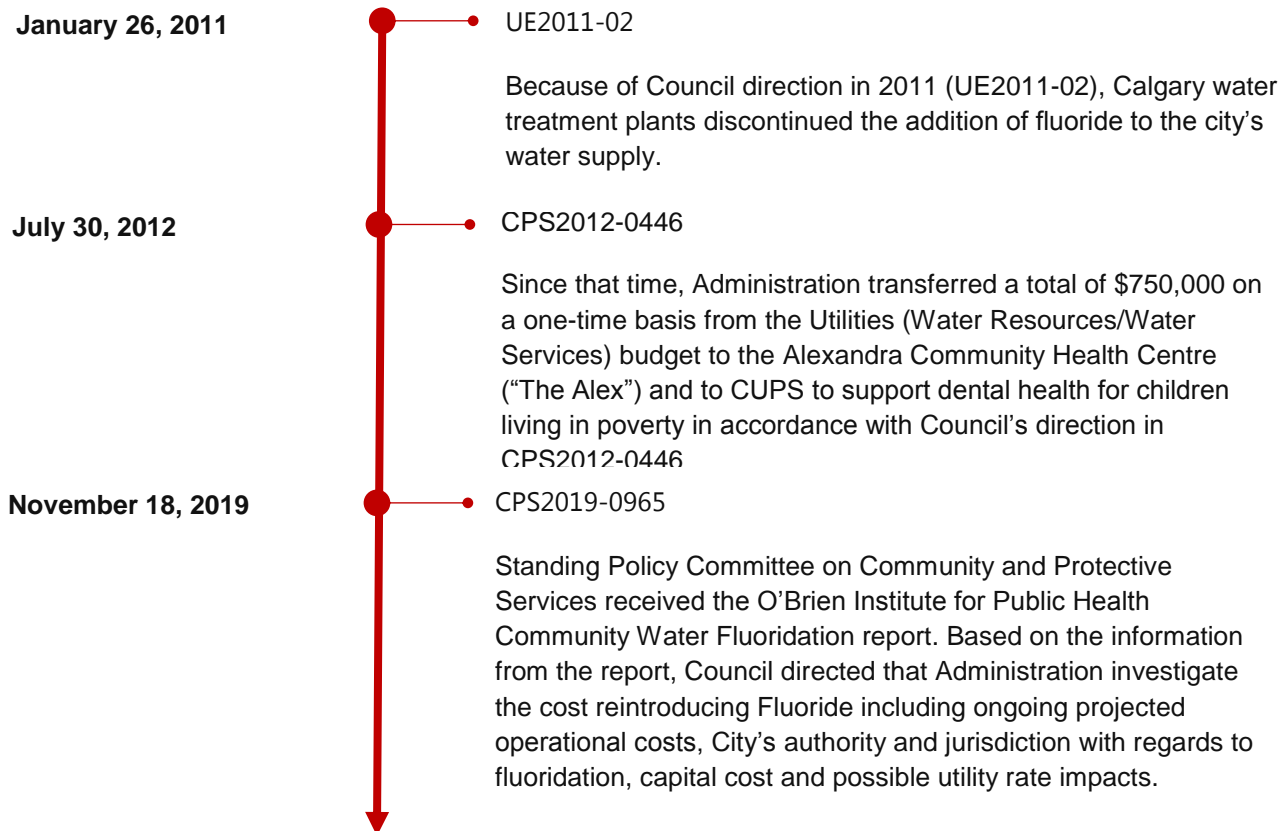 January 26, 2011
UE2011-02
Because of Council direction in 2011 (UE2011-02), Calgary water
treatment plants discontinued the addition of fluoride to the city’s
water supply.
July 30, 2012
CPS2012-0446
Since that time, Administration transferred a total of $750,000 on
a one-time basis from the Utilities (Water Resources/Water
Services) budget to the Alexandra Community Health Centre
(“The Alex”) and to CUPS to support dental health for children
living in poverty in accordance with Council’s direction in
CPS2012-0446
November 18, 2019
CPS2019-0965
Standing Policy Committee on Community and Protective
Services received the O’Brien Institute for Public Health
Community Water Fluoridation report. Based on the information
from the report, Council directed that Administration investigate
the cost reintroducing Fluoride including ongoing projected
operational costs, City’s authority and jurisdiction with regards to
fluoridation, capital cost and possible utility rate impacts.